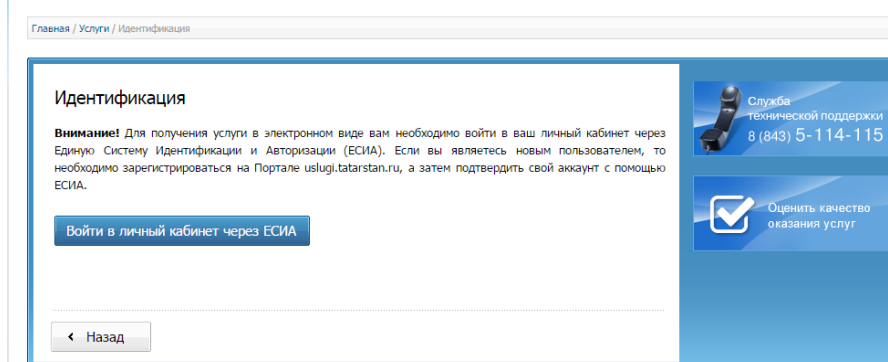 Главная / Услуги / Идентификация
Идентификация
Внимание! Для получения услуги в электронном виде вам необходимо войти в ваш личный кабинет через
Единую Систему Идентификации и Авторизации (ЕСИА). Если вы являетесь новым пользователем, то
необходимо зарегистрироваться на Портале uslugi.tatarstan.ru, а затем подтвердить свой аккаунт с помощью
ЕСИА.
Войти в личный кабинет через ЕСИА
Назад
Служба
технической поддержки
8 (843) 5-114-115
Оценить качество
оказания услуг